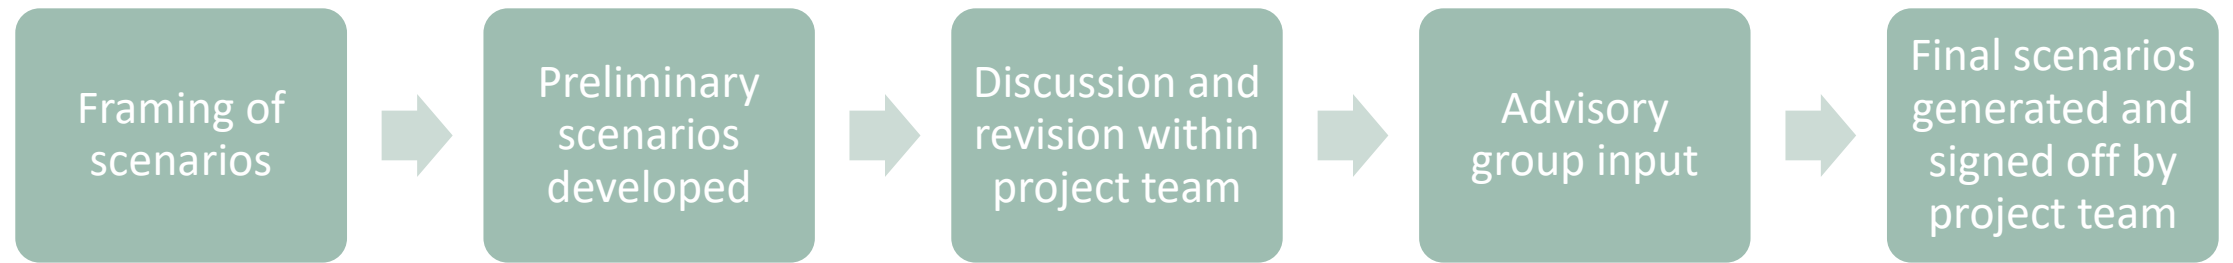 Framing of
scenarios
Preliminary
scenarios
developed
Discussion and
revision within
project team
Advisory
group input
Final scenarios
generated and
signed off by
project team